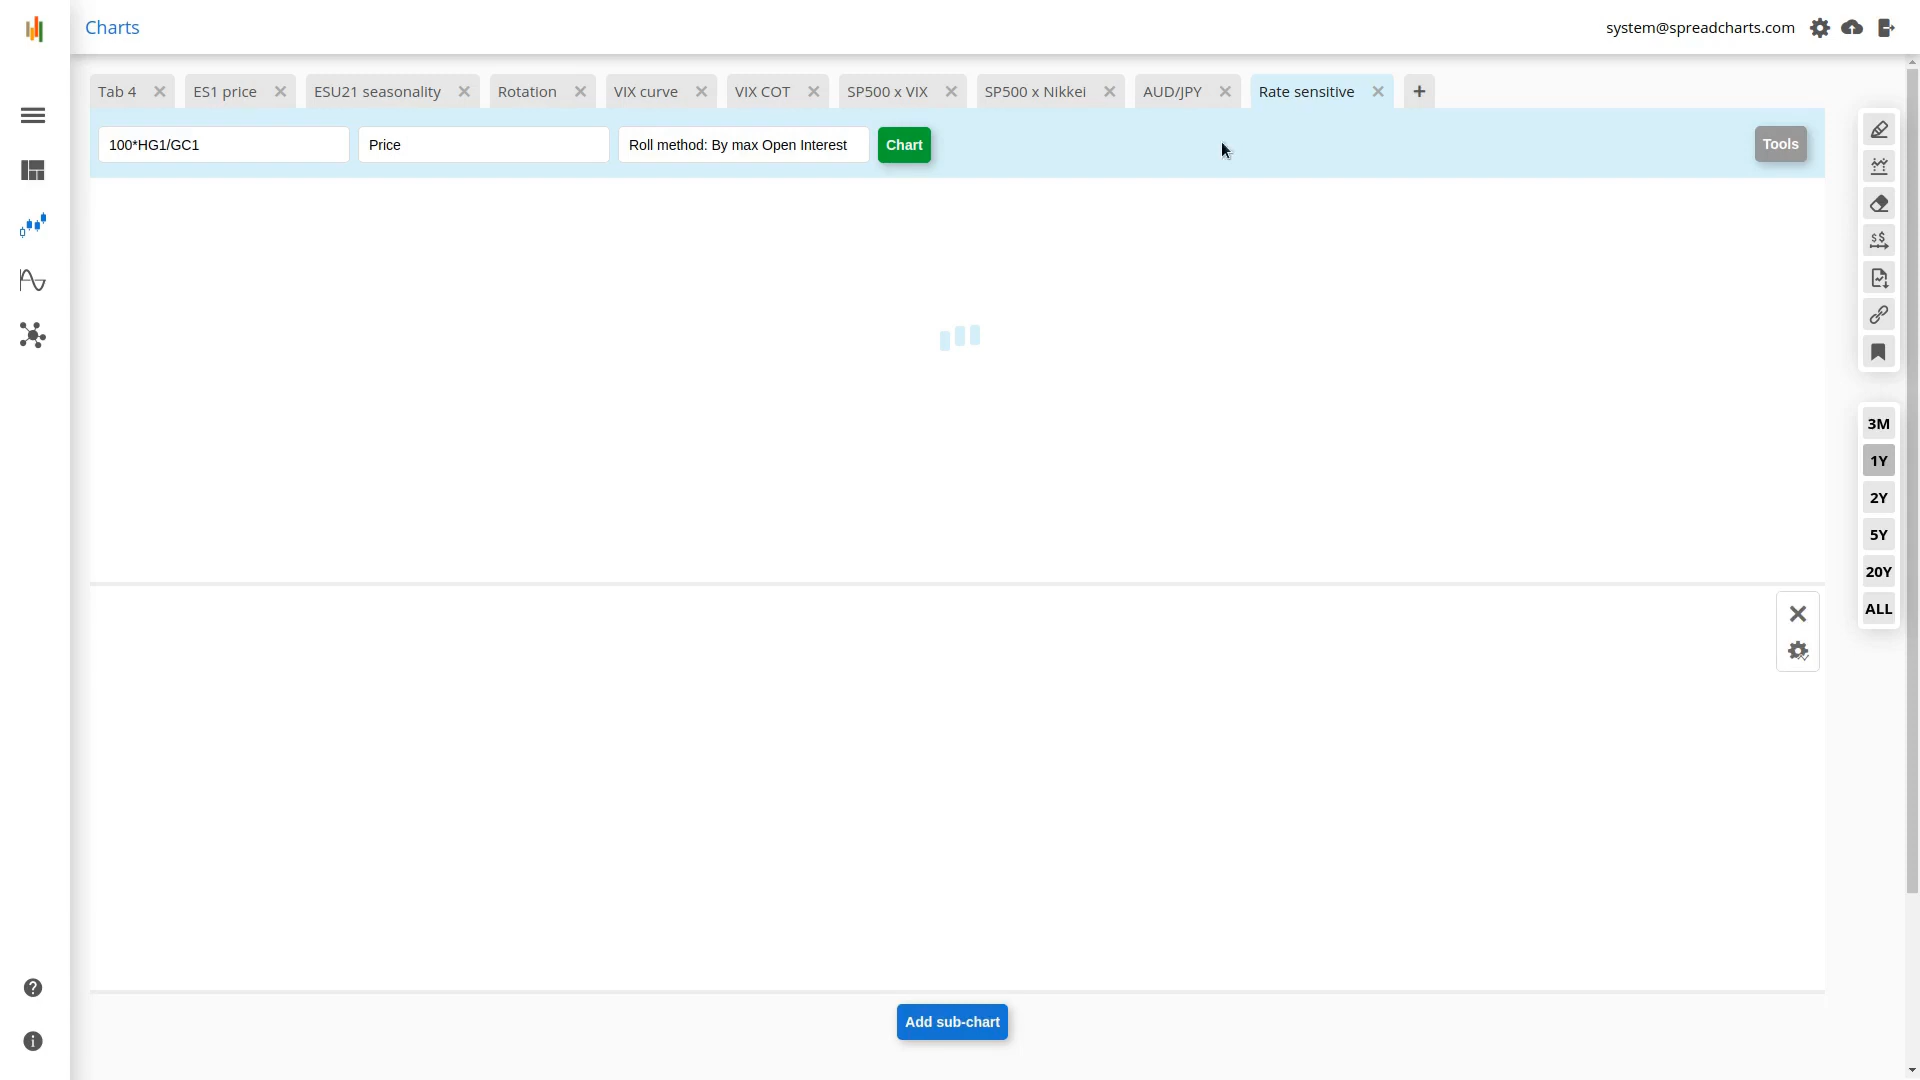 Charts
system@spreadcharts.com
Tab 4
ES1 price
ESU21 seasonality
Rotation
VIX curve
VIX COT
SP500 x VIX
SP500 x Nikkei
AUD/JPY
Rate sensitive
+
100*HG1/GC1
Price
Roll method: By max Open Interest
Chart
Tools
3M
1Y
2Y
5Y
20Y
ALL
Add sub-chart